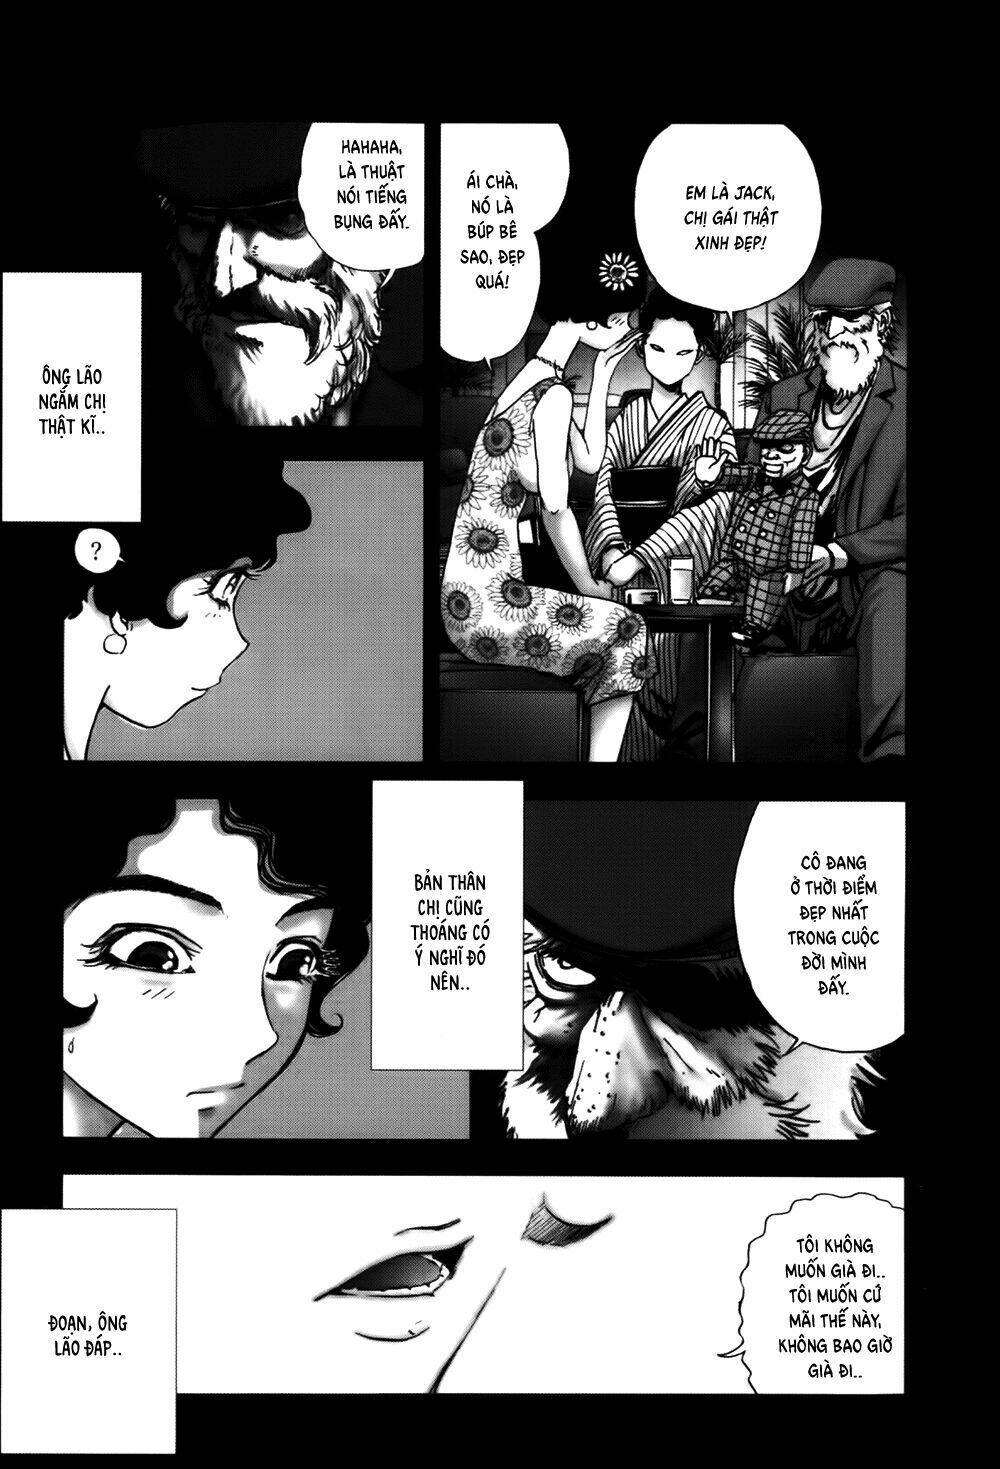 EM LÀ JACK,
CHỊ GÁI THẬT
XINH ĐẸP!
ÁI CHÀ,
NÓ LÀ
BÚP BÊ
SAO, ĐẸP
QUÁ!
HAHAHA,
LÀ THUẬT
NÓI TIẾNG
BỤNG ĐẤY.
ÔNG LÃO
NGẮM CHỊ
THẬT KĨ..
?
CÔ ĐANG
Ở THỜI ĐIỂM
ĐẸP NHẤT
TRONG CUỘC
ĐỜI MÌNH
ĐẤY.
BẢN THÂN
CHỊ CŨNG
THOÁNG CÓ
Ý NGHĨ ĐÓ
NÊN..
TÔI KHÔNG
MUỐN GIÀ ĐI..
TÔI MUỐN CỨ
MÃI THẾ NÀY,
KHÔNG BAO GIỜ
GIÀ ĐI..
ĐOẠN, ÔNG
LÃO ĐÁP..